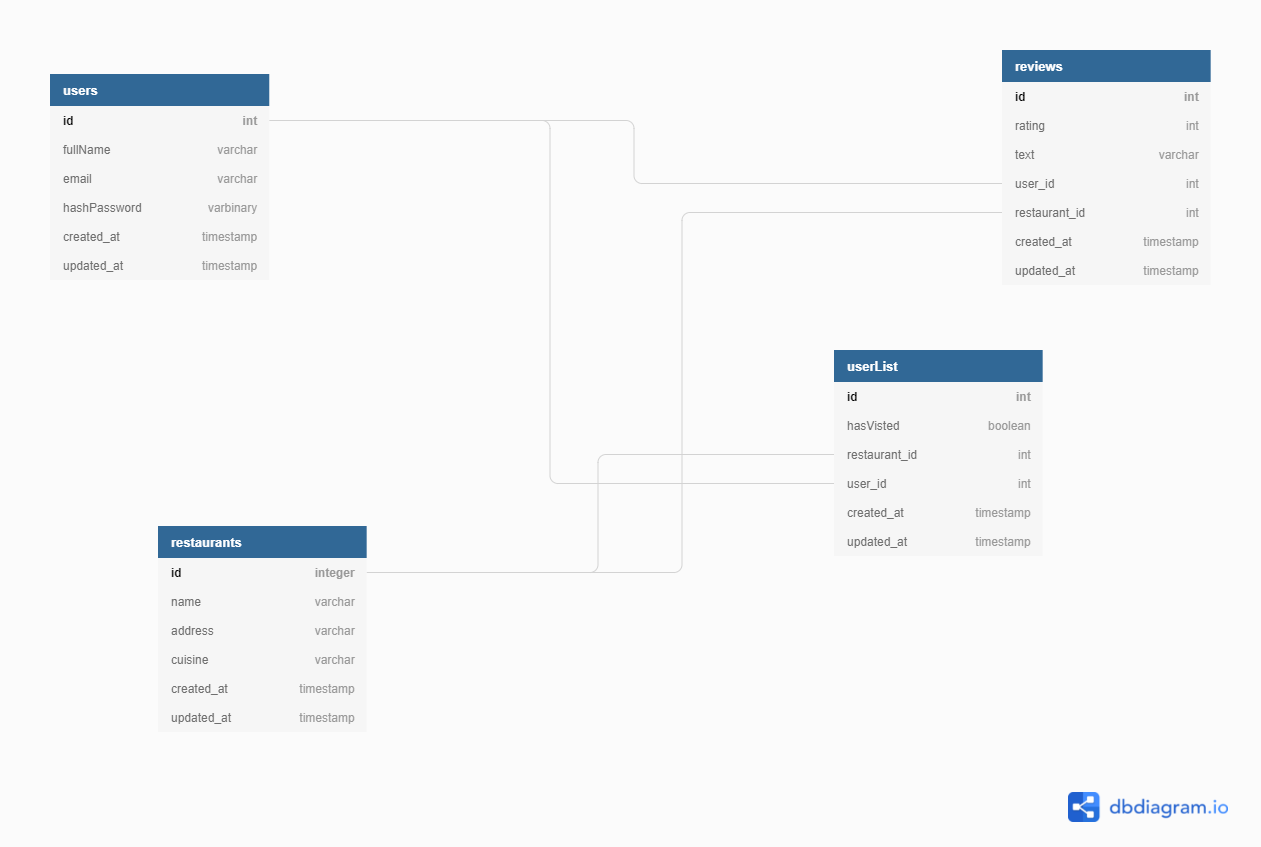 users
id int
fullName varchar
email varchar
hashPassword varbinary
created_at timestamp
updated_at timestamp
reviews
id int
rating int
text varchar
user_id int
restaurant_id int
created_at timestamp
updated_at timestamp
userList
id int
hasVisted boolean
restaurant_id int
user_id int
created_at timestamp
updated_at timestamp
restaurants
id integer
name varchar
address varchar
cuisine varchar
created_at timestamp
updated_at timestamp
dbdiagram.io